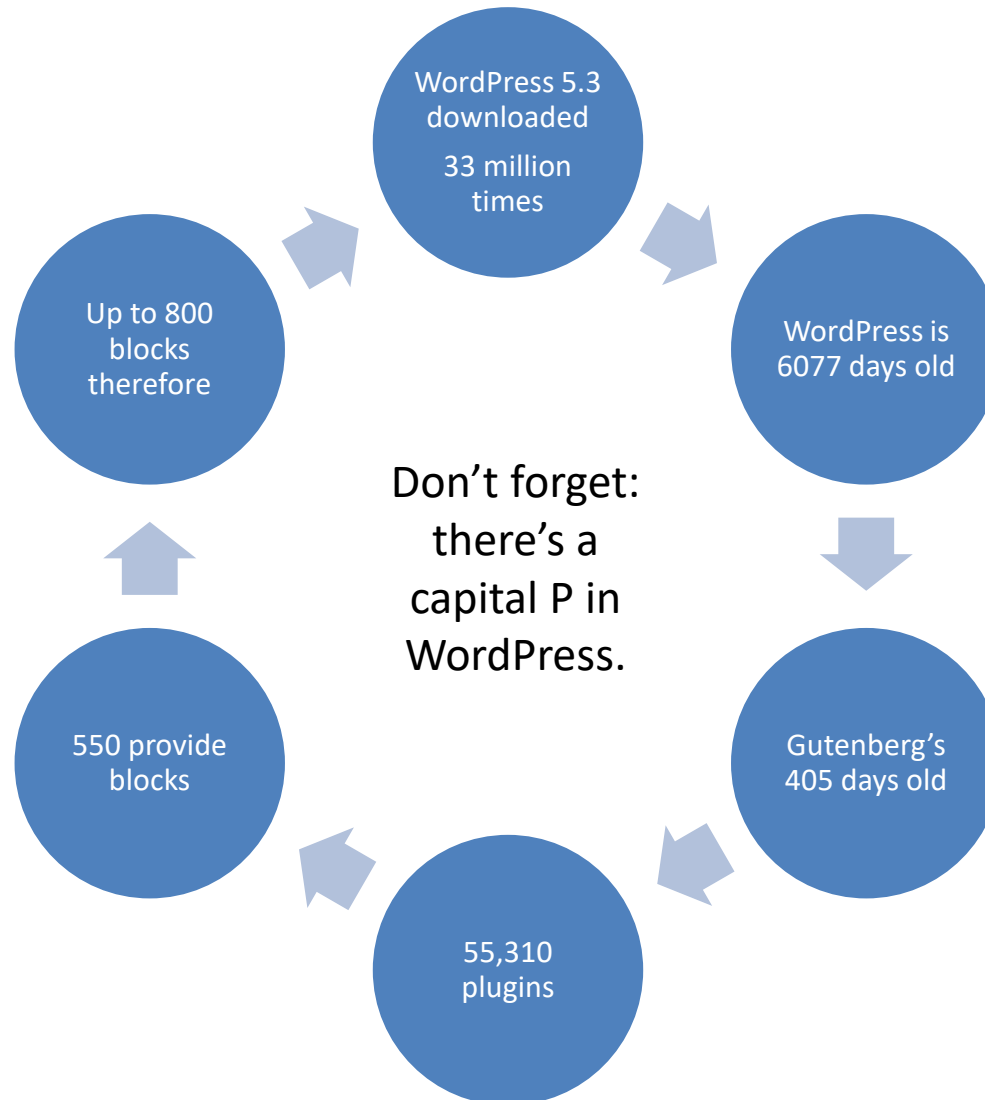 WordPress 5.3
downloaded
33 million
times
WordPress is
6077 days old
Gutenberg’s
405 days old
55,310
plugins
550 provide
blocks
Up to 800
blocks
therefore
Don’t forget:
there’s a
capital P in
WordPress.